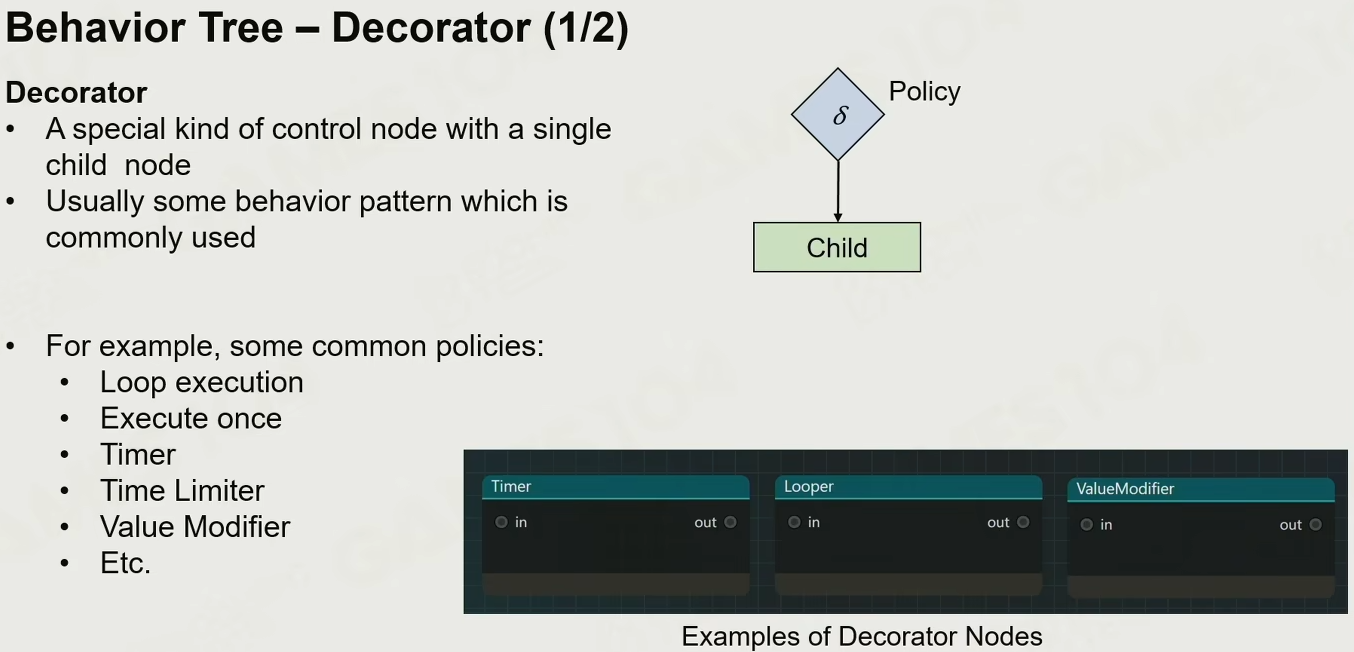 Behavior Tree – Decorator (1/2)
Decorator
• A special kind of control node with a single
child node
• Usually some behavior pattern which is
commonly used
δ
Policy
Child
• For example, some common policies:
• Loop execution
• Execute once
• Timer
• Time Limiter
• Value Modifier
• Etc.
Timer
in out
Looper
in out
ValueModifier
in out
Examples of Decorator Nodes
GAMES104